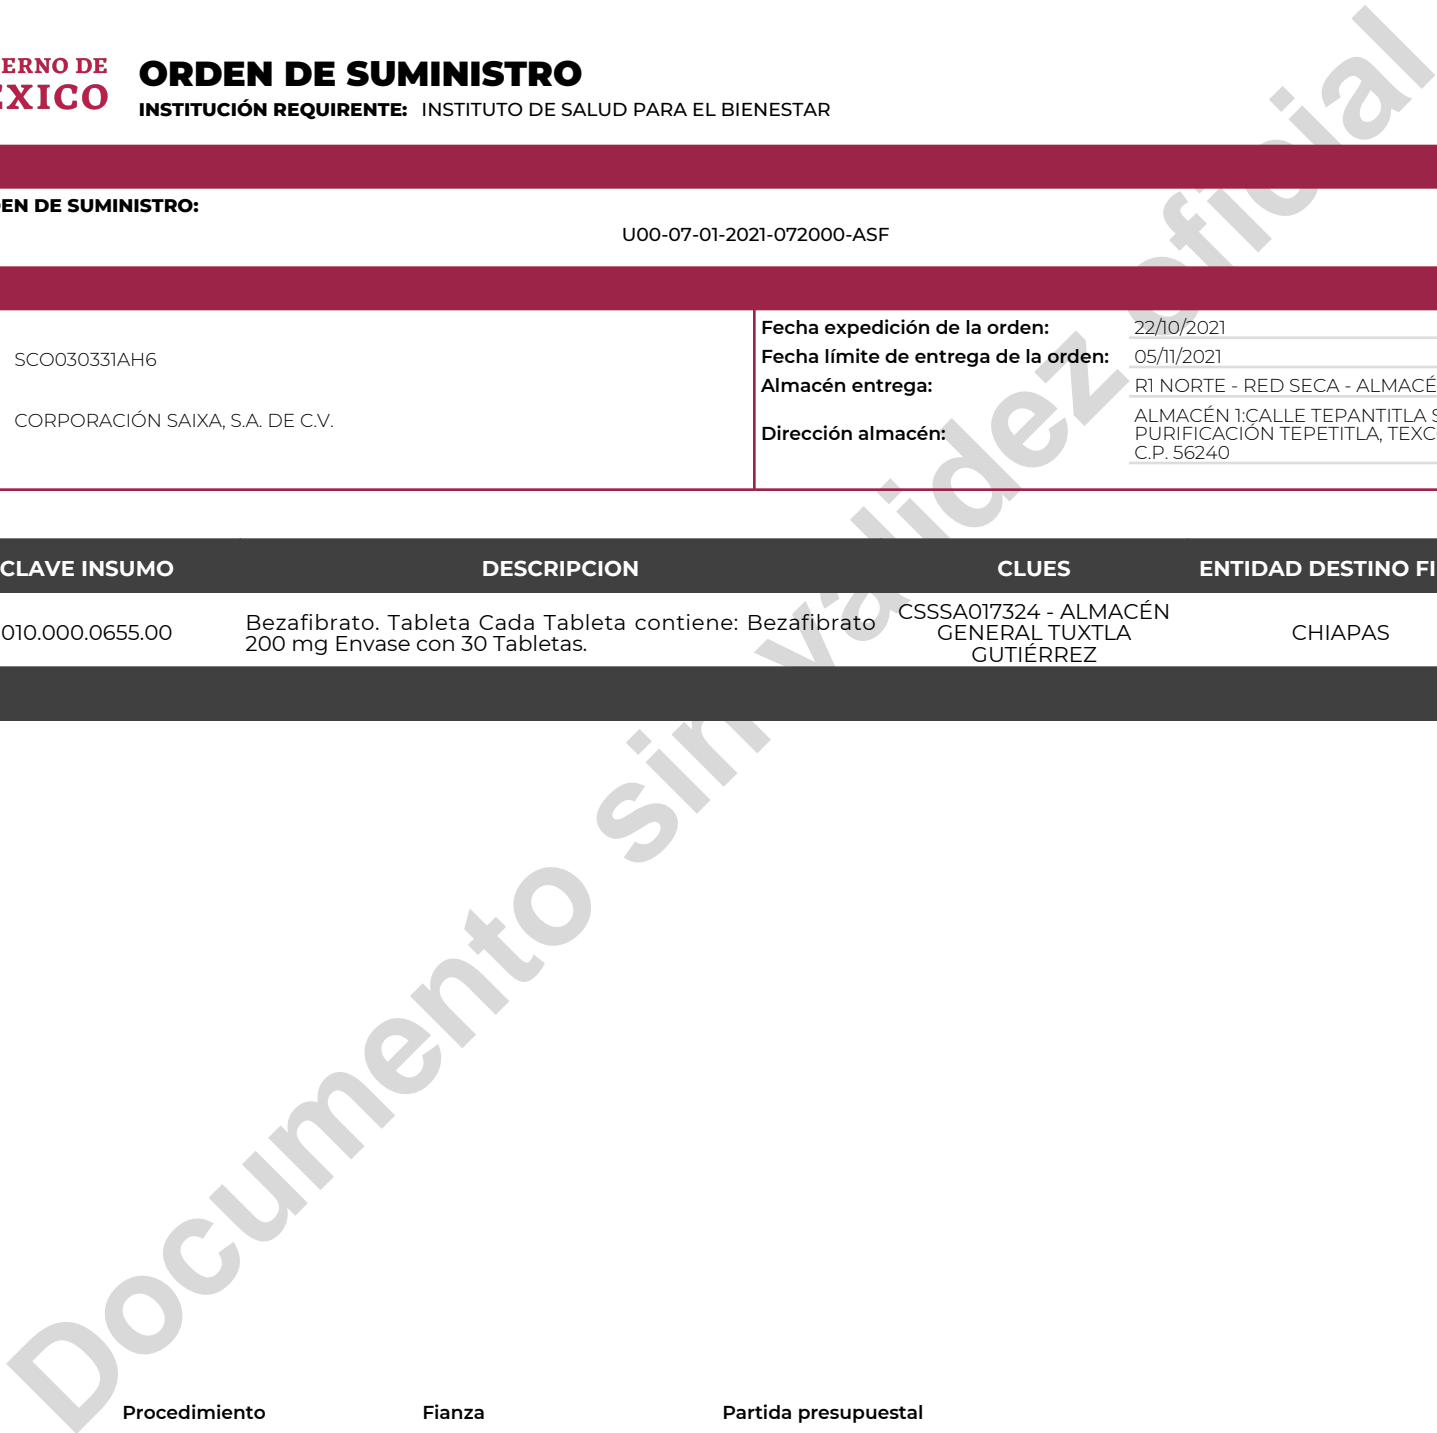 ERNO DE
EXICO
ORDEN DE SUMINISTRO
INSTITUCIÓN REQUIRENTE: INSTITUTO DE SALUD PARA EL BIENESTAR
EN DE SUMINISTRO:
U00-07-01-2021-072000-ASF
SCO030331AH6
CORPORACIÓN SAIXA, S.A. DE C.V.
Fecha expedición de la orden: 22/10/2021
Fecha límite de entrega de la orden: 05/11/2021
Almacén entrega: R1 NORTE - RED SECA - ALMACÉ
Dirección almacén: ALMACÉN 1:CALLE TEPANTITLA S
PURIFICACIÓN TEPETITLA, TEXC
C.P. 56240
CLAVE INSUMO DESCRIPCION CLUES ENTIDAD DESTINO FI
010.000.0655.00
Bezafibrato. Tableta Cada Tableta contiene: Bezafibrato
200 mg Envase con 30 Tabletas.
CSSSA017324 - ALMACÉN
GENERAL TUXTLA
GUTIÉRREZ
CHIAPAS
Documento sin validez oficial
Procedimiento Fianza Partida presupuestal